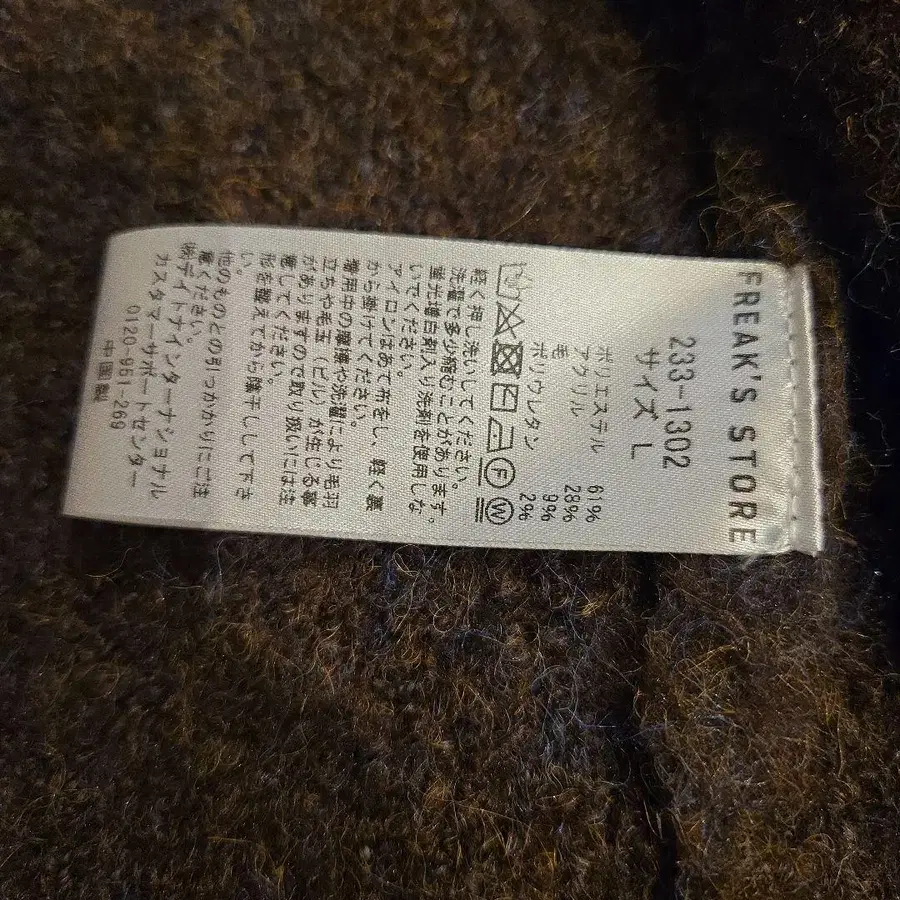 FREAK'S STORE
233-1302
サイズ L
ポリエステル 61%
アクリル 28%
毛 9%
ポリウレタン 2%
軽く押し洗いしてください。
洗濯で多少縮むことがあります。
蛍光増白剤入り洗剤を使用しな
いでください。
アイロンはあて布をし、軽く裏
から掛けてください。
着用中の摩擦や洗濯により毛羽
立ちや毛玉(ピル)が生じる事
がありますので取り扱いには注
意してください。
形を整えてから陰干しして下さ
い。
他のものとの引っかかりにご注
意ください。
㈱デイトナインターナショナル
カスタマーサポートセンター
0120-951-269
中国製